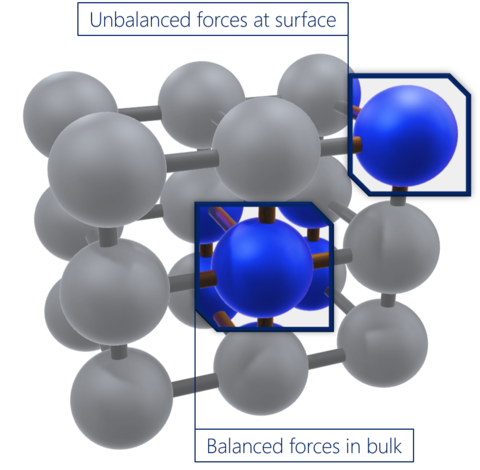 Unbalanced forces at surface
Balanced forces in bulk